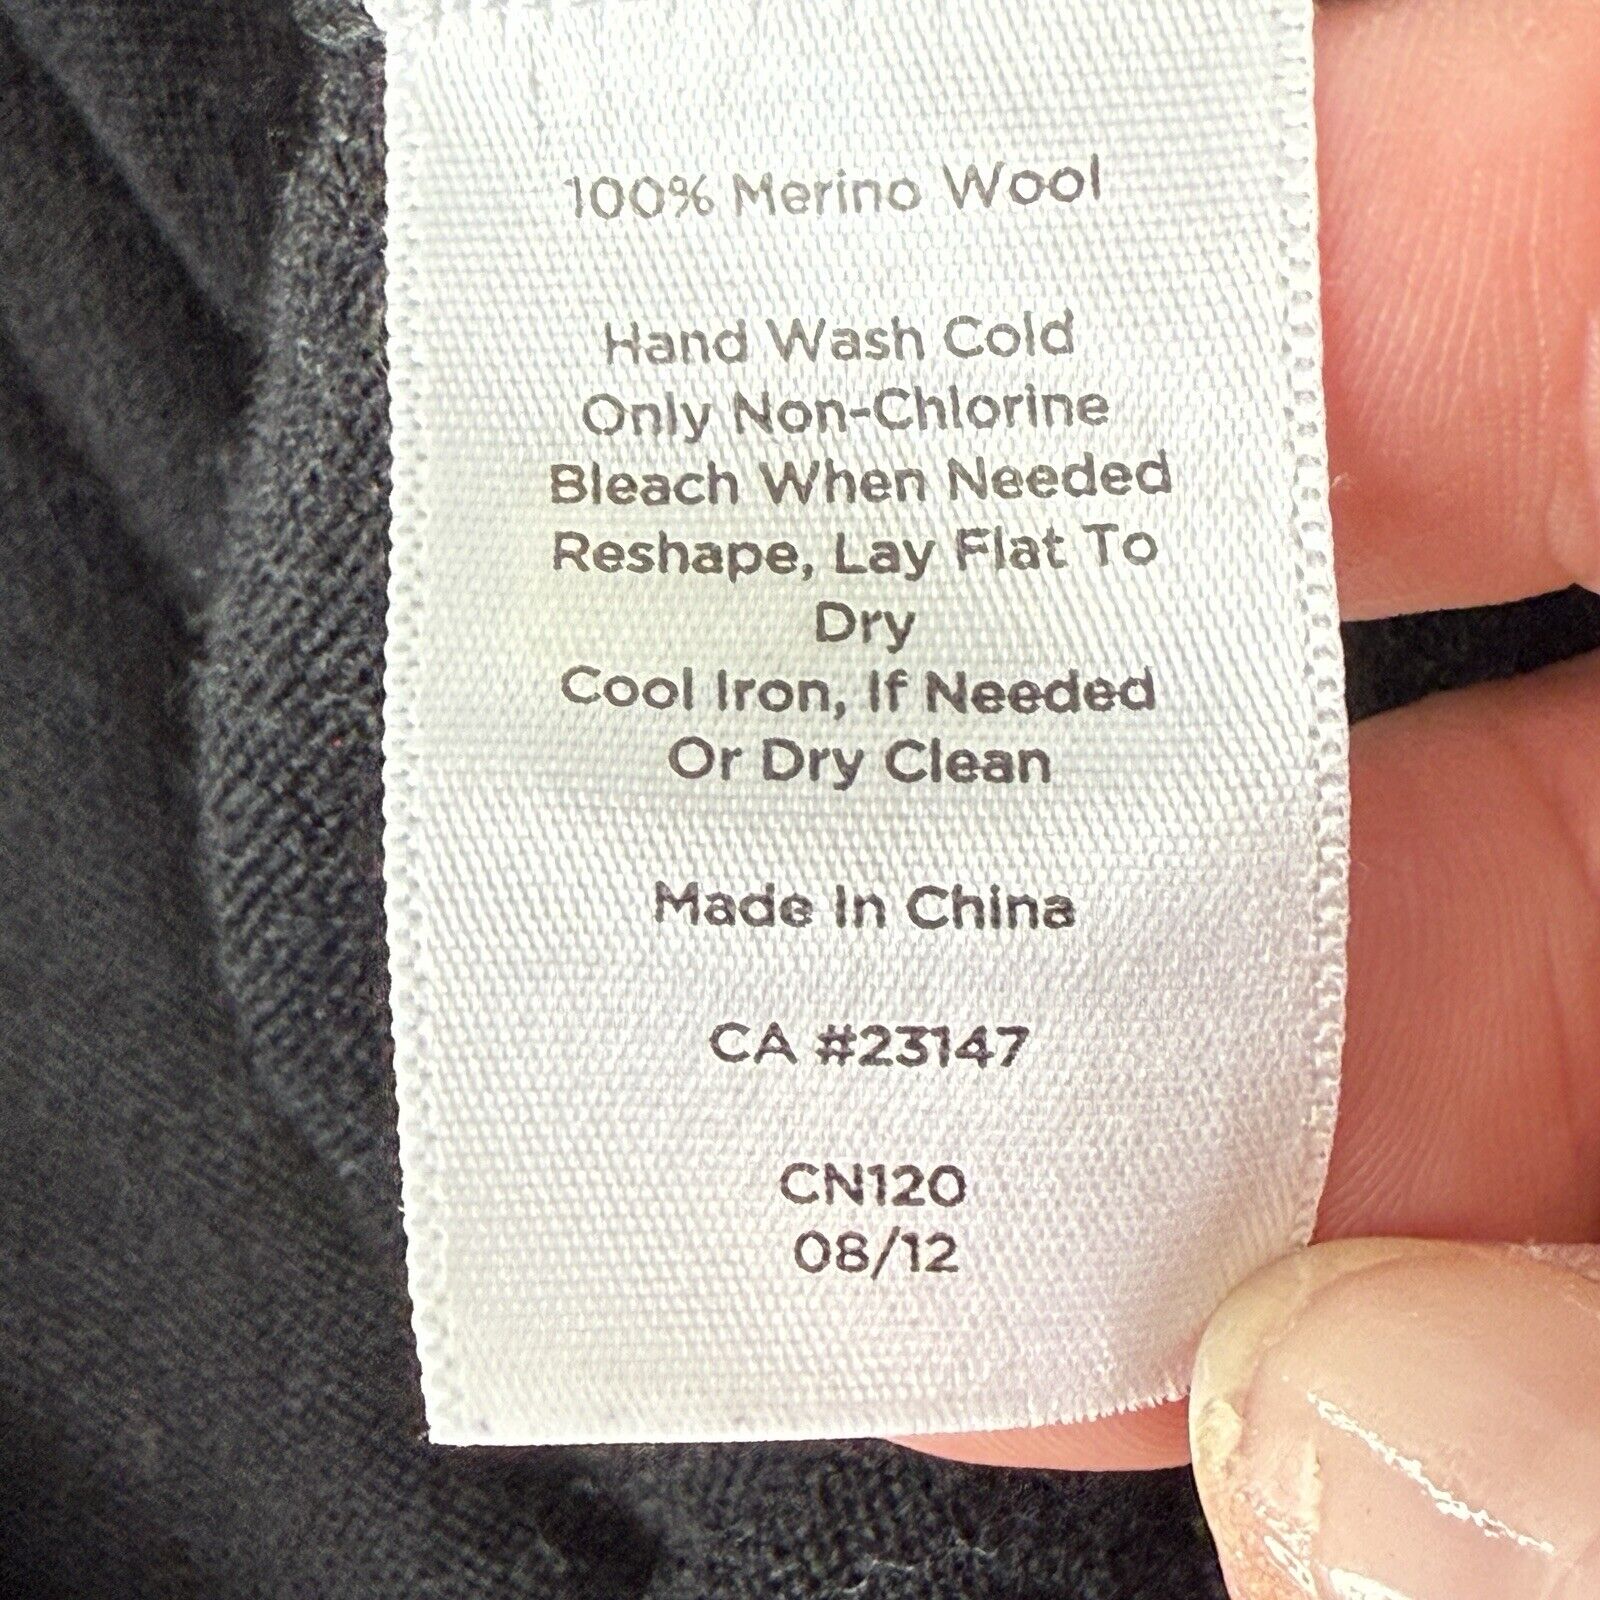 100% Merino Wool
Hand Wash Cold
Only Non-Chlorine
Bleach When Needed
Reshape, Lay Flat To
Dry
Cool Iron, If Needed
Or Dry Clean
Made In China
CA #23147
CN120
08/12